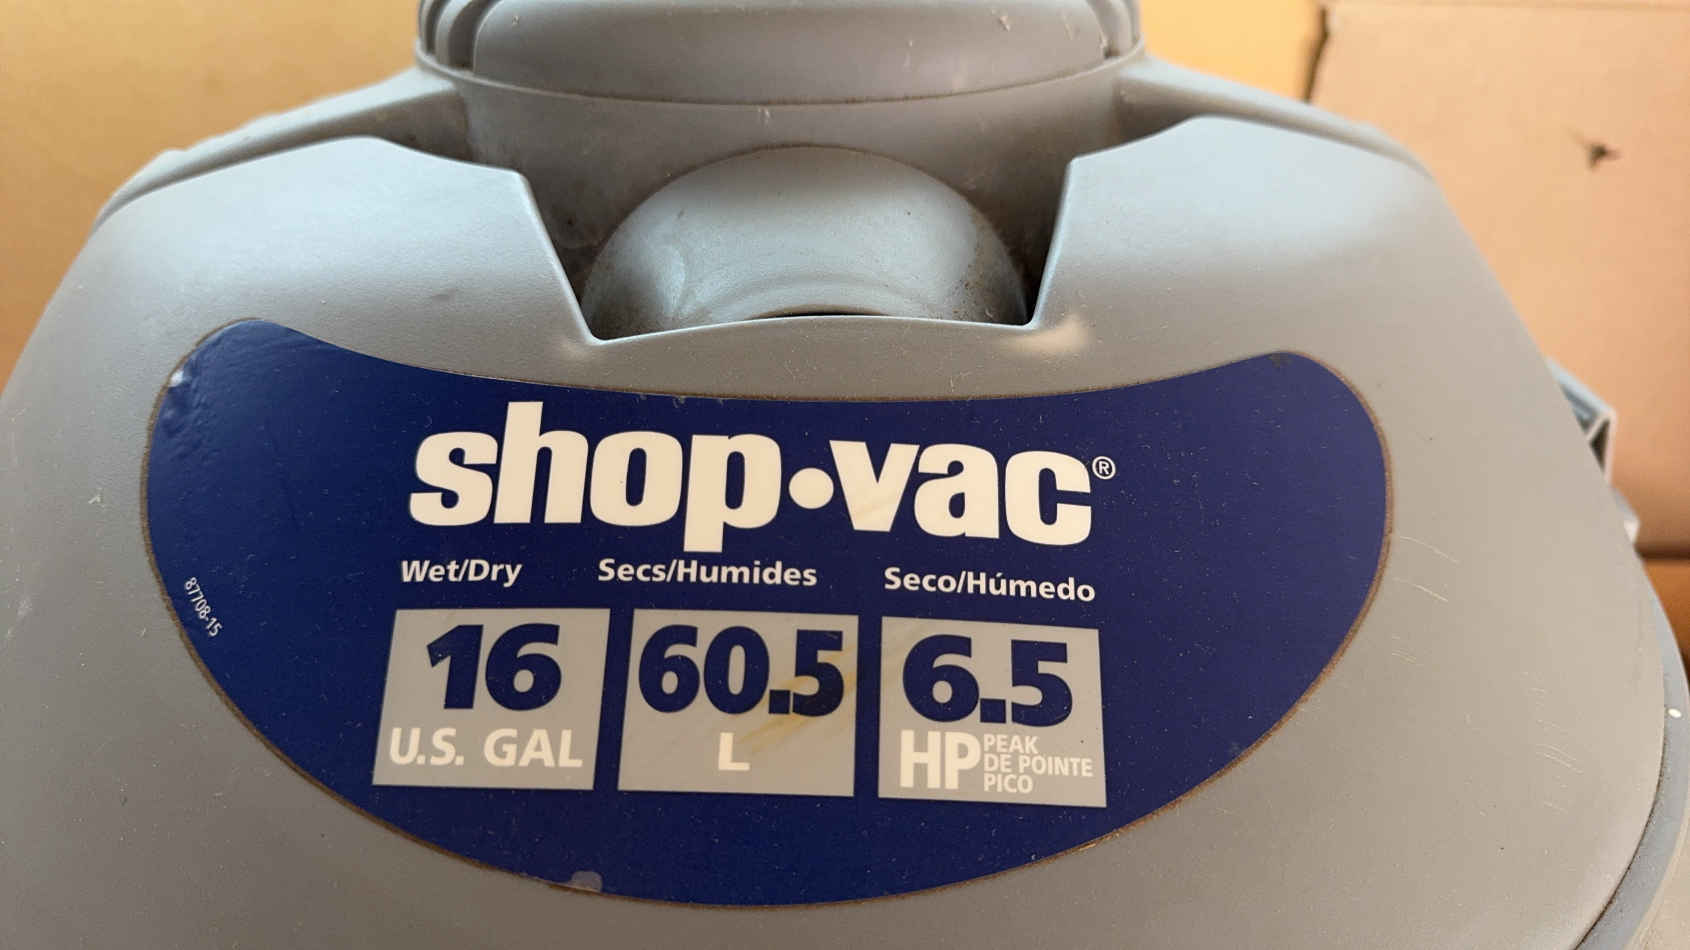 shop·vac®
Wet/Dry Secs/Humides Seco/Húmedo
87708-15
16
U.S. GAL
60.5
L
6.5
HP PEAK
DE POINTE
PICO